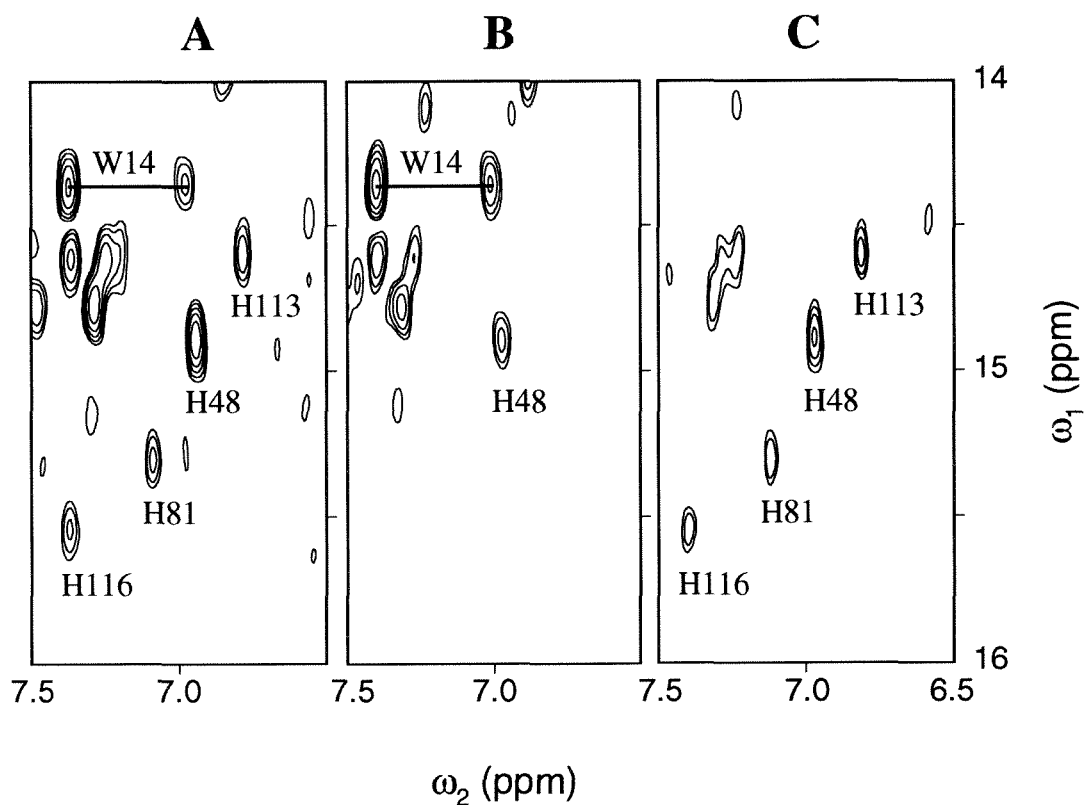 A B C
14
W14 W14
H113 H113
H48 H48 H48
15
H81 H81
H116 H116
16
7.5 7.0 7.5 7.0 7.5 7.0 6.5
ω1 (ppm)
ω2 (ppm)